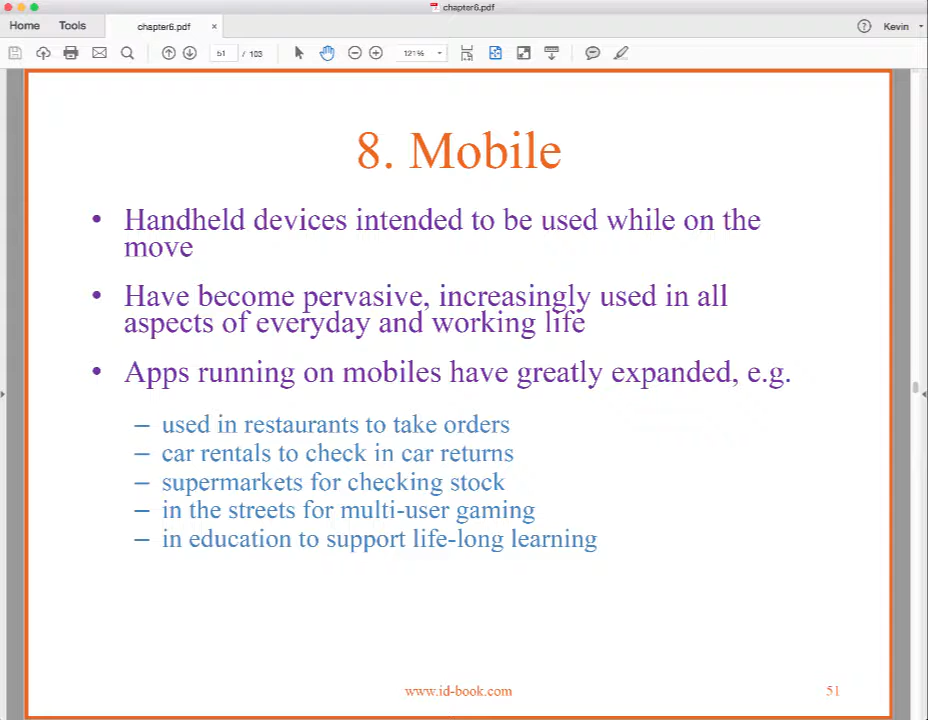 chapter6.pdf
Home Tools chapter6.pdf × ? Kevin
51 / 103 121%
8. Mobile
• Handheld devices intended to be used while on the
move
• Have become pervasive, increasingly used in all
aspects of everyday and working life
• Apps running on mobiles have greatly expanded, e.g.
– used in restaurants to take orders
– car rentals to check in car returns
– supermarkets for checking stock
– in the streets for multi-user gaming
– in education to support life-long learning
www.id-book.com 51